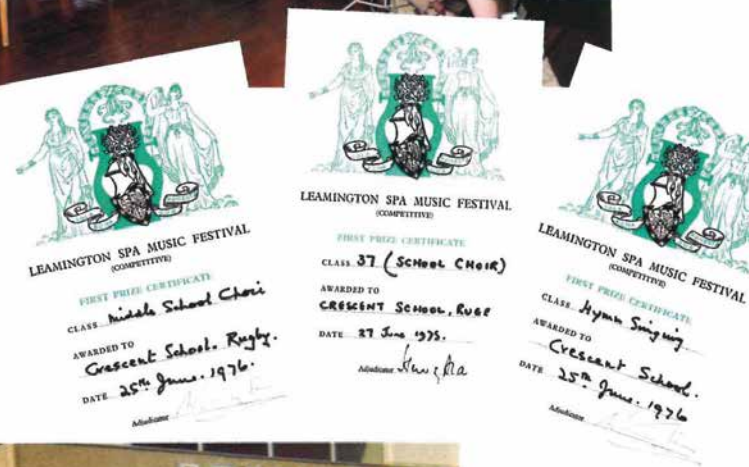 LEAMINGTON SPA MUSIC FESTIVAL
(COMPETITIVE)
FIRST PRIZE CERTIFICATE
CLASS Middle School Choir
AWARDED TO
Crescent School. Rugby.
DATE 25th June. 1976.
Adjudicator
LEAMINGTON SPA MUSIC FESTIVAL
(COMPETITIVE)
FIRST PRIZE CERTIFICATE
CLASS 37 (SCHOOL CHOIR)
AWARDED TO
CRESCENT SCHOOL, RUGB
DATE 27 June 1975.
Adjudicator
LEAMINGTON SPA MUSIC FESTIVAL
(COMPETITIVE)
FIRST PRIZE CERTIFICATE
CLASS Hymn Singing
AWARDED TO
Crescent School.
DATE 25th June. 1976
Adjudicator